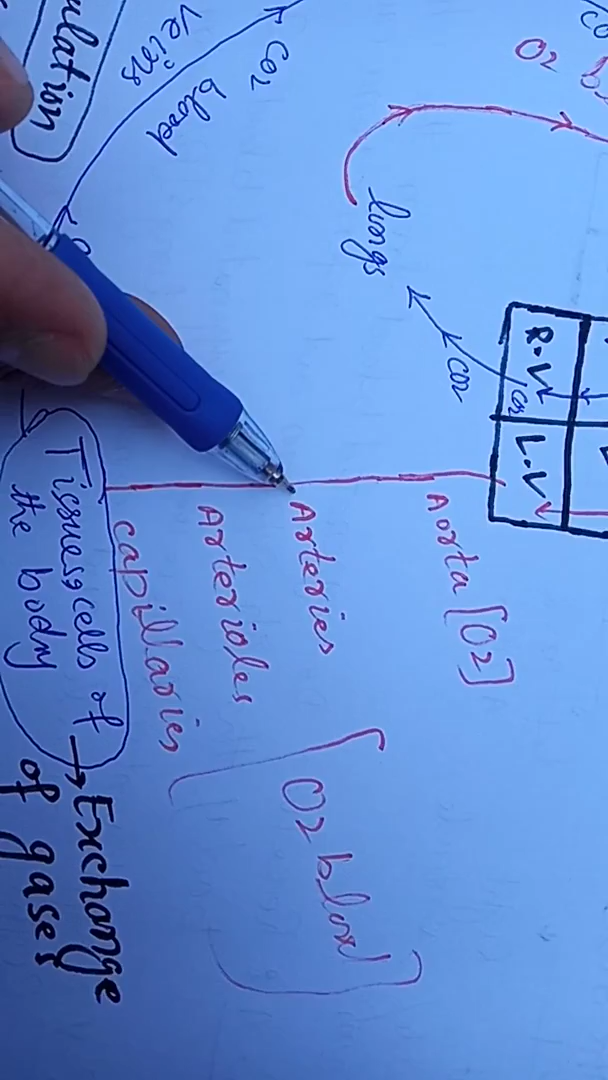 O2
CO2
blood
veins
ulation
lungs
CO2
R.V
L.V
Aorta [O2]
Arteries
Arterioles
capillaries
[O2 blood]
Tissues & cells of
the body
→ Exchange
of gases